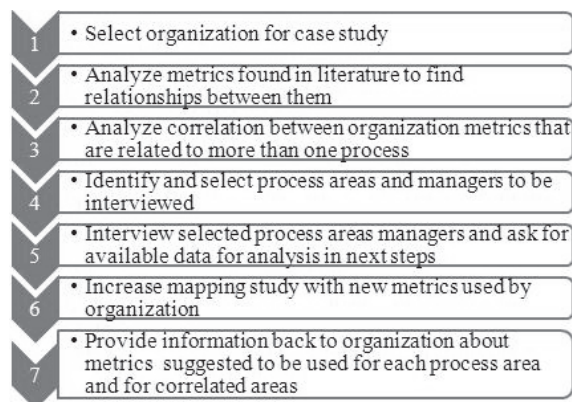 1 • Select organization for case study
2 • Analyze metrics found in literature to find
relationships between them
3 • Analyze correlation between organization metrics that
are related to more than one process
4 • Identify and select process areas and managers to be
interviewed
5 • Interview selected process areas managers and ask for
available data for analysis in next steps
6 • Increase mapping study with new metrics used by
organization
7 • Provide information back to organization about
metrics suggested to be used for each process area
and for correlated areas